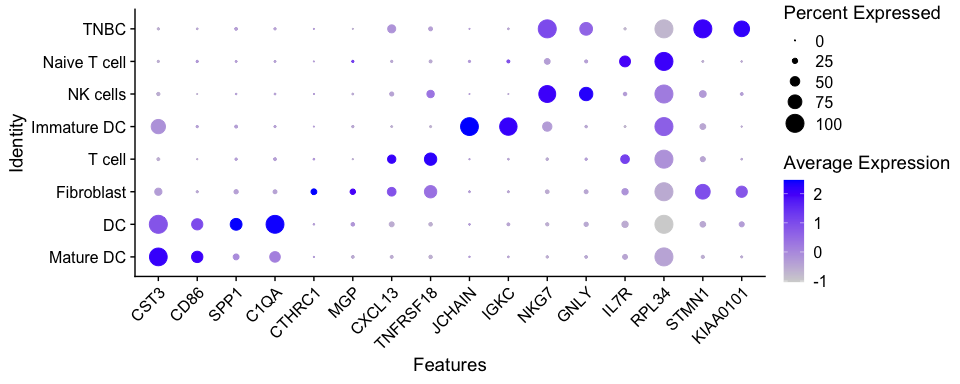 TNBC
Naive T cell
NK cells
Immature DC
T cell
Fibroblast
DC
Mature DC
Identity
CST3
CD86
SPP1
C1QA
CTHRC1
MGP
CXCL13
TNFRSF18
JCHAIN
IGKC
NKG7
GNLY
IL7R
RPL34
STMN1
KIAA0101
Features
Percent Expressed
0
25
50
75
100
Average Expression
2
1
0
-1